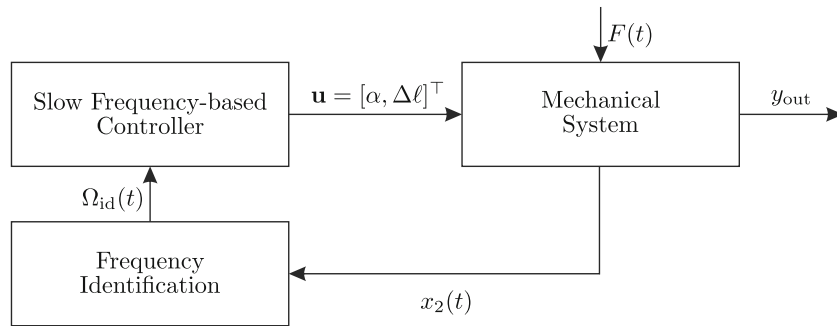 F(t)
Slow Frequency-based
Controller
𝐮 = [α, Δℓ]^⊤
Mechanical
System
y_out
Ω_id(t)
Frequency
Identification
x_2(t)